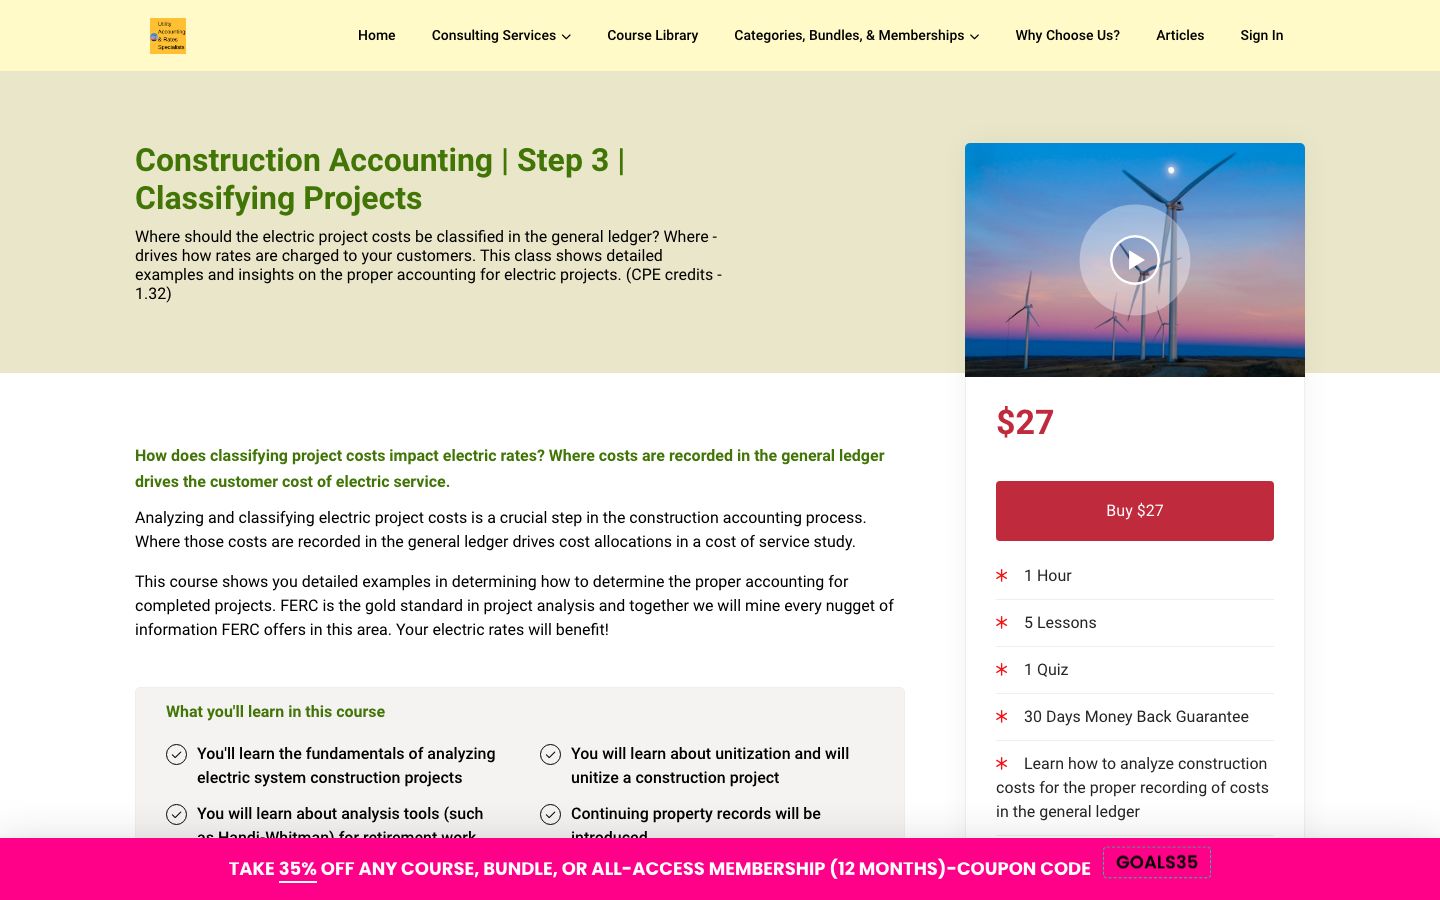 Utility
Accounting
& Rates
Specialists
Home
Consulting Services
Course Library
Categories, Bundles, & Memberships
Why Choose Us?
Articles
Sign In
Construction Accounting | Step 3 |
Classifying Projects
Where should the electric project costs be classified in the general ledger? Where -
drives how rates are charged to your customers. This class shows detailed
examples and insights on the proper accounting for electric projects. (CPE credits -
1.32)
$27
Buy $27
1 Hour
5 Lessons
1 Quiz
30 Days Money Back Guarantee
Learn how to analyze construction
costs for the proper recording of costs
in the general ledger
How does classifying project costs impact electric rates? Where costs are recorded in the general ledger
drives the customer cost of electric service.
Analyzing and classifying electric project costs is a crucial step in the construction accounting process.
Where those costs are recorded in the general ledger drives cost allocations in a cost of service study.
This course shows you detailed examples in determining how to determine the proper accounting for
completed projects. FERC is the gold standard in project analysis and together we will mine every nugget of
information FERC offers in this area. Your electric rates will benefit!
What you'll learn in this course
You'll learn the fundamentals of analyzing
electric system construction projects
You will learn about unitization and will
unitize a construction project
You will learn about analysis tools (such
as Handi-Whitman) for retirement work
Continuing property records will be
introduced
TAKE 35% OFF ANY COURSE, BUNDLE, OR ALL-ACCESS MEMBERSHIP (12 MONTHS)-COUPON CODE
GOALS35